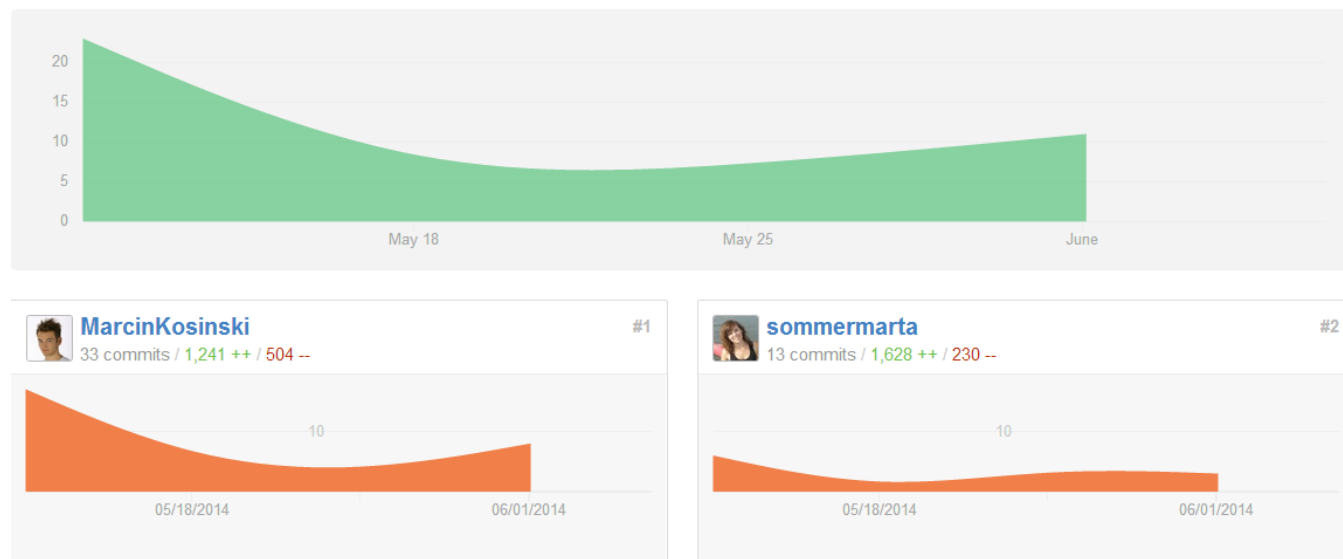 20
15
10
5
0
May 18
May 25
June
MarcinKosinski
#1
33 commits / 1,241 ++ / 504 --
10
05/18/2014
06/01/2014
sommermarta
#2
13 commits / 1,628 ++ / 230 --
10
05/18/2014
06/01/2014